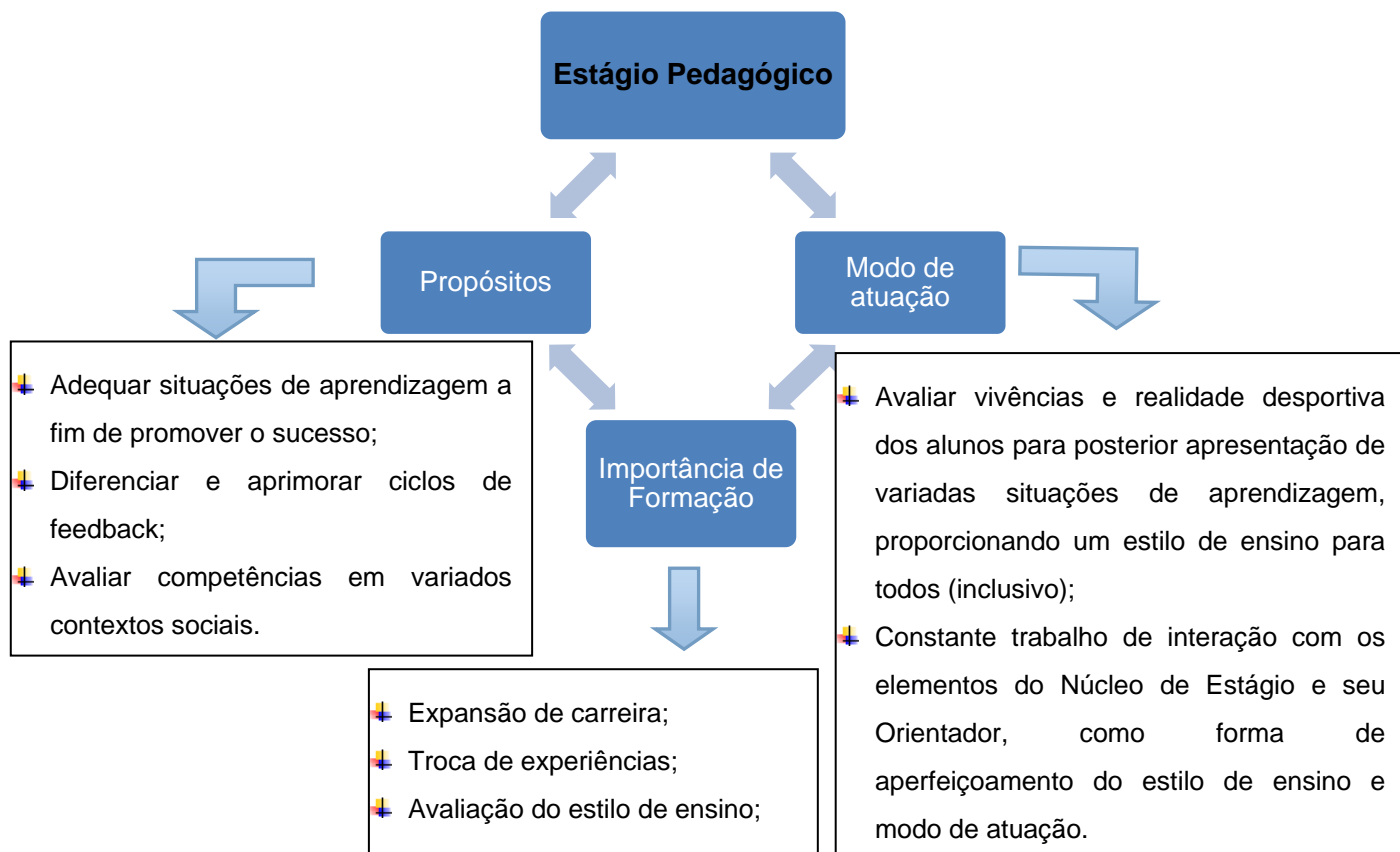 Estágio Pedagógico
Propósitos
Modo de
atuação
Importância de
Formação
Adequar situações de aprendizagem a
fim de promover o sucesso;
Diferenciar e aprimorar ciclos de
feedback;
Avaliar competências em variados
contextos sociais.
Expansão de carreira;
Troca de experiências;
Avaliação do estilo de ensino;
Avaliar vivências e realidade desportiva
dos alunos para posterior apresentação de
variadas situações de aprendizagem,
proporcionando um estilo de ensino para
todos (inclusivo);
Constante trabalho de interação com os
elementos do Núcleo de Estágio e seu
Orientador, como forma de
aperfeiçoamento do estilo de ensino e
modo de atuação.